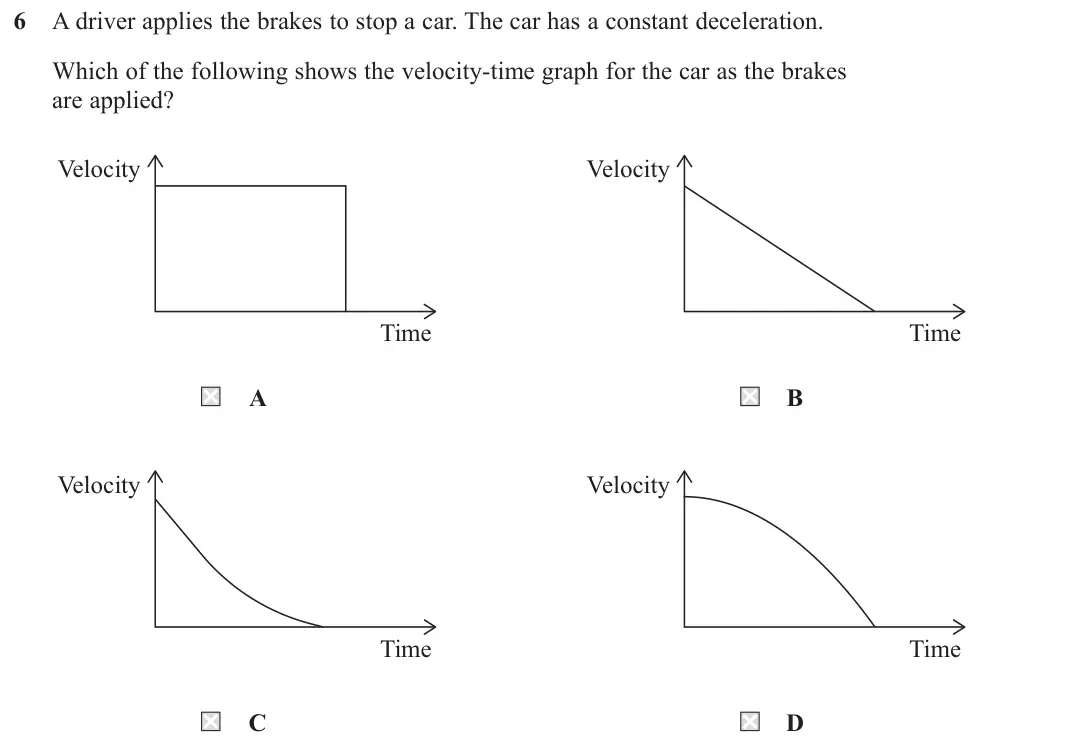 6 A driver applies the brakes to stop a car. The car has a constant deceleration.
Which of the following shows the velocity-time graph for the car as the brakes
are applied?
Velocity
Time
A
Velocity
Time
B
Velocity
Time
C
Velocity
Time
D